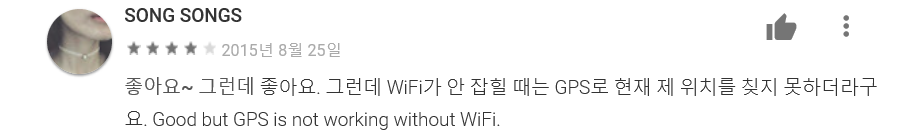 SONG SONGS
2015년 8월 25일
좋아요~ 그런데 좋아요. 그런데 WiFi가 안 잡힐 때는 GPS로 현재 제 위치를 칮지 못하더라구
요. Good but GPS is not working without WiFi.